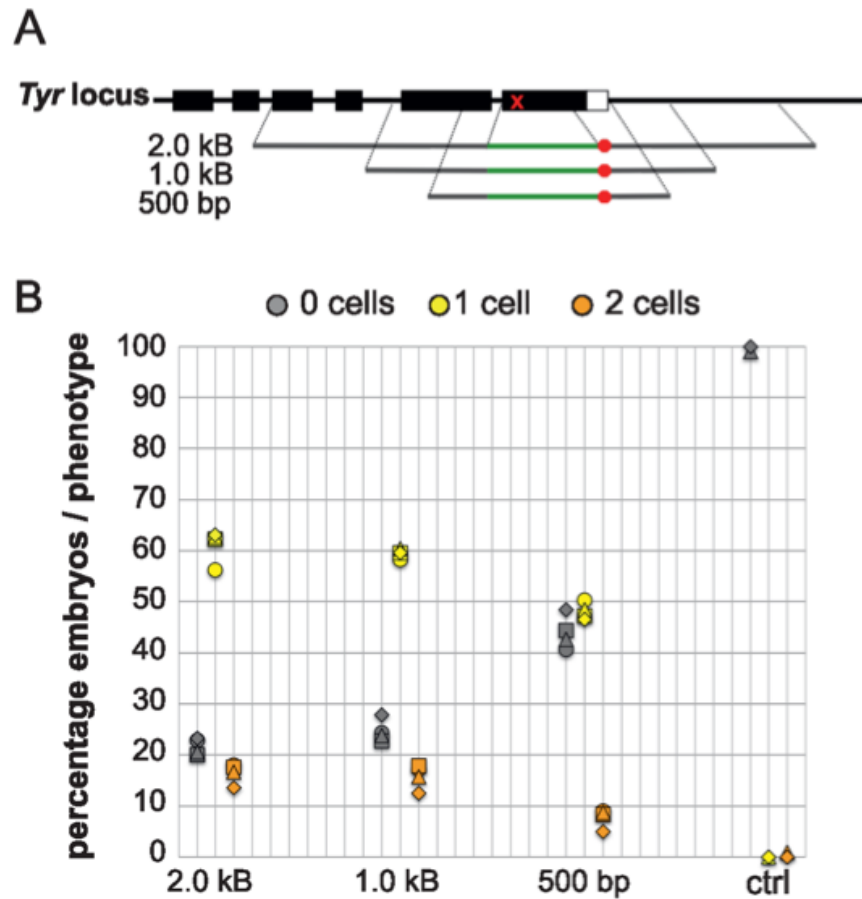 A
Tyr locus
x
2.0 kB
1.0 kB
500 bp
B
0 cells 1 cell 2 cells
percentage embryos / phenotype
100
90
80
70
60
50
40
30
20
10
0
2.0 kB 1.0 kB 500 bp ctrl